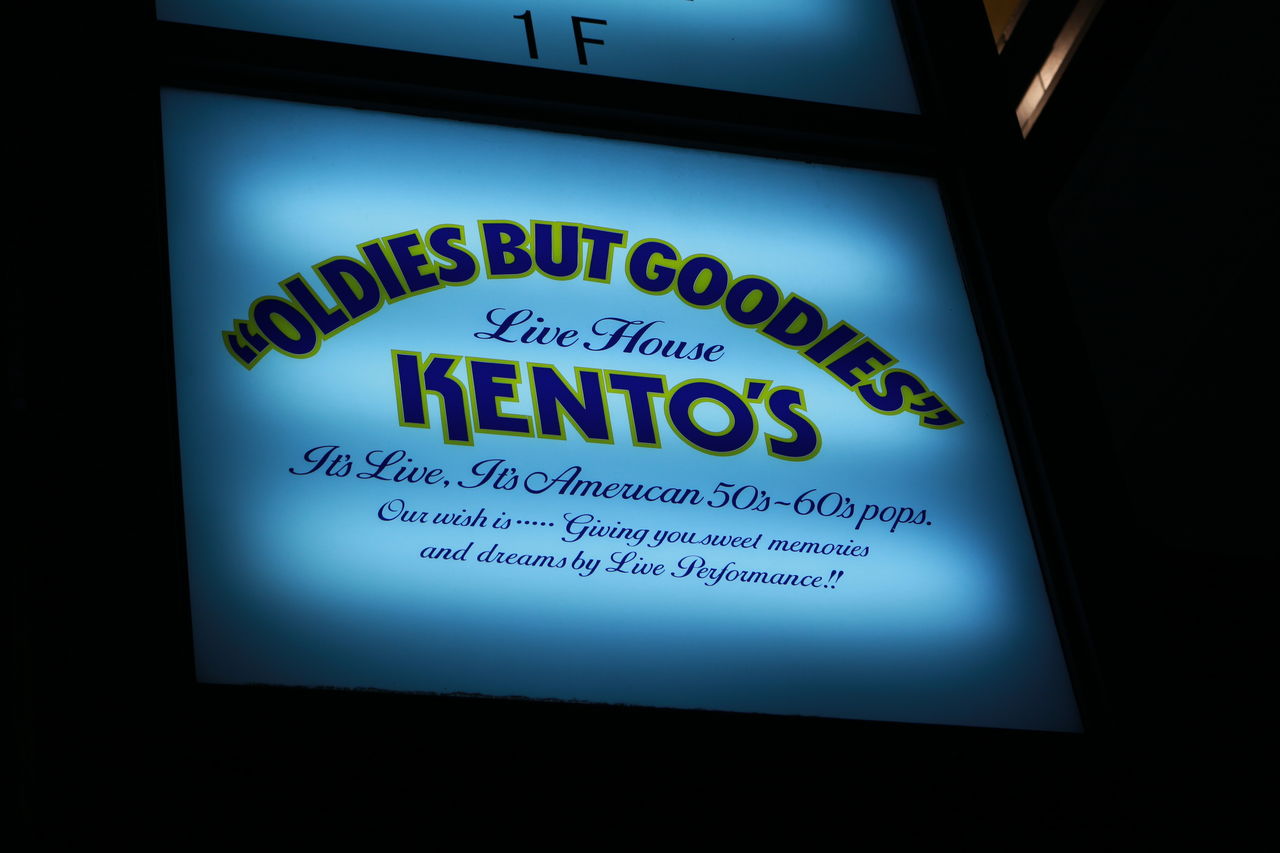 1F
“OLDIES BUT GOODIES”
Live House
KENTO'S
It's Live, It's American 50's~60's pops.
Our wish is ····· Giving you sweet memories
and dreams by Live Performance!!